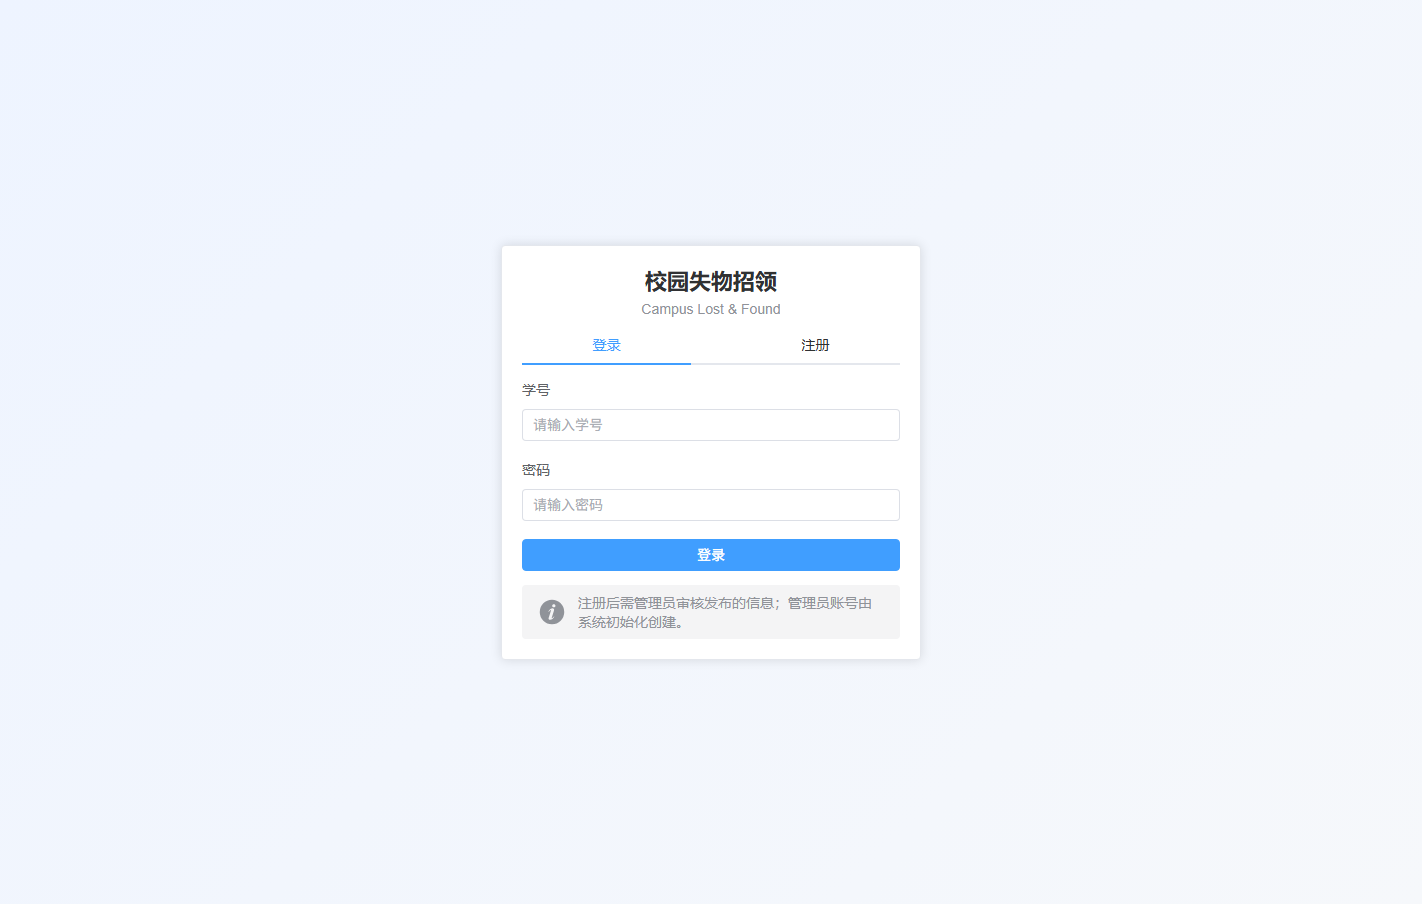 校园失物招领
Campus Lost & Found
登录 注册
学号
请输入学号
密码
请输入密码
登录
注册后需管理员审核发布的信息；管理员账号由
系统初始化创建。